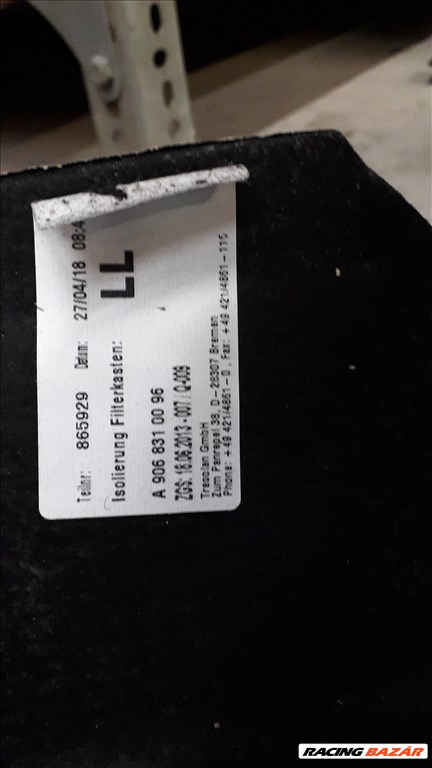 Teilnr: 865929 Datum: 27/04/18 08:4
Isolierung Filterkasten: LL
A 906 831 00 96
ZGS: 18.06.2013 - 007 / Q-009
Tresolan GmbH
Zum Panrepel 38, D - 28307 Bremen
Phone: + 49 421/4861 - 0 , Fax: + 49 421/4861 - 115
RACING BAZÁR